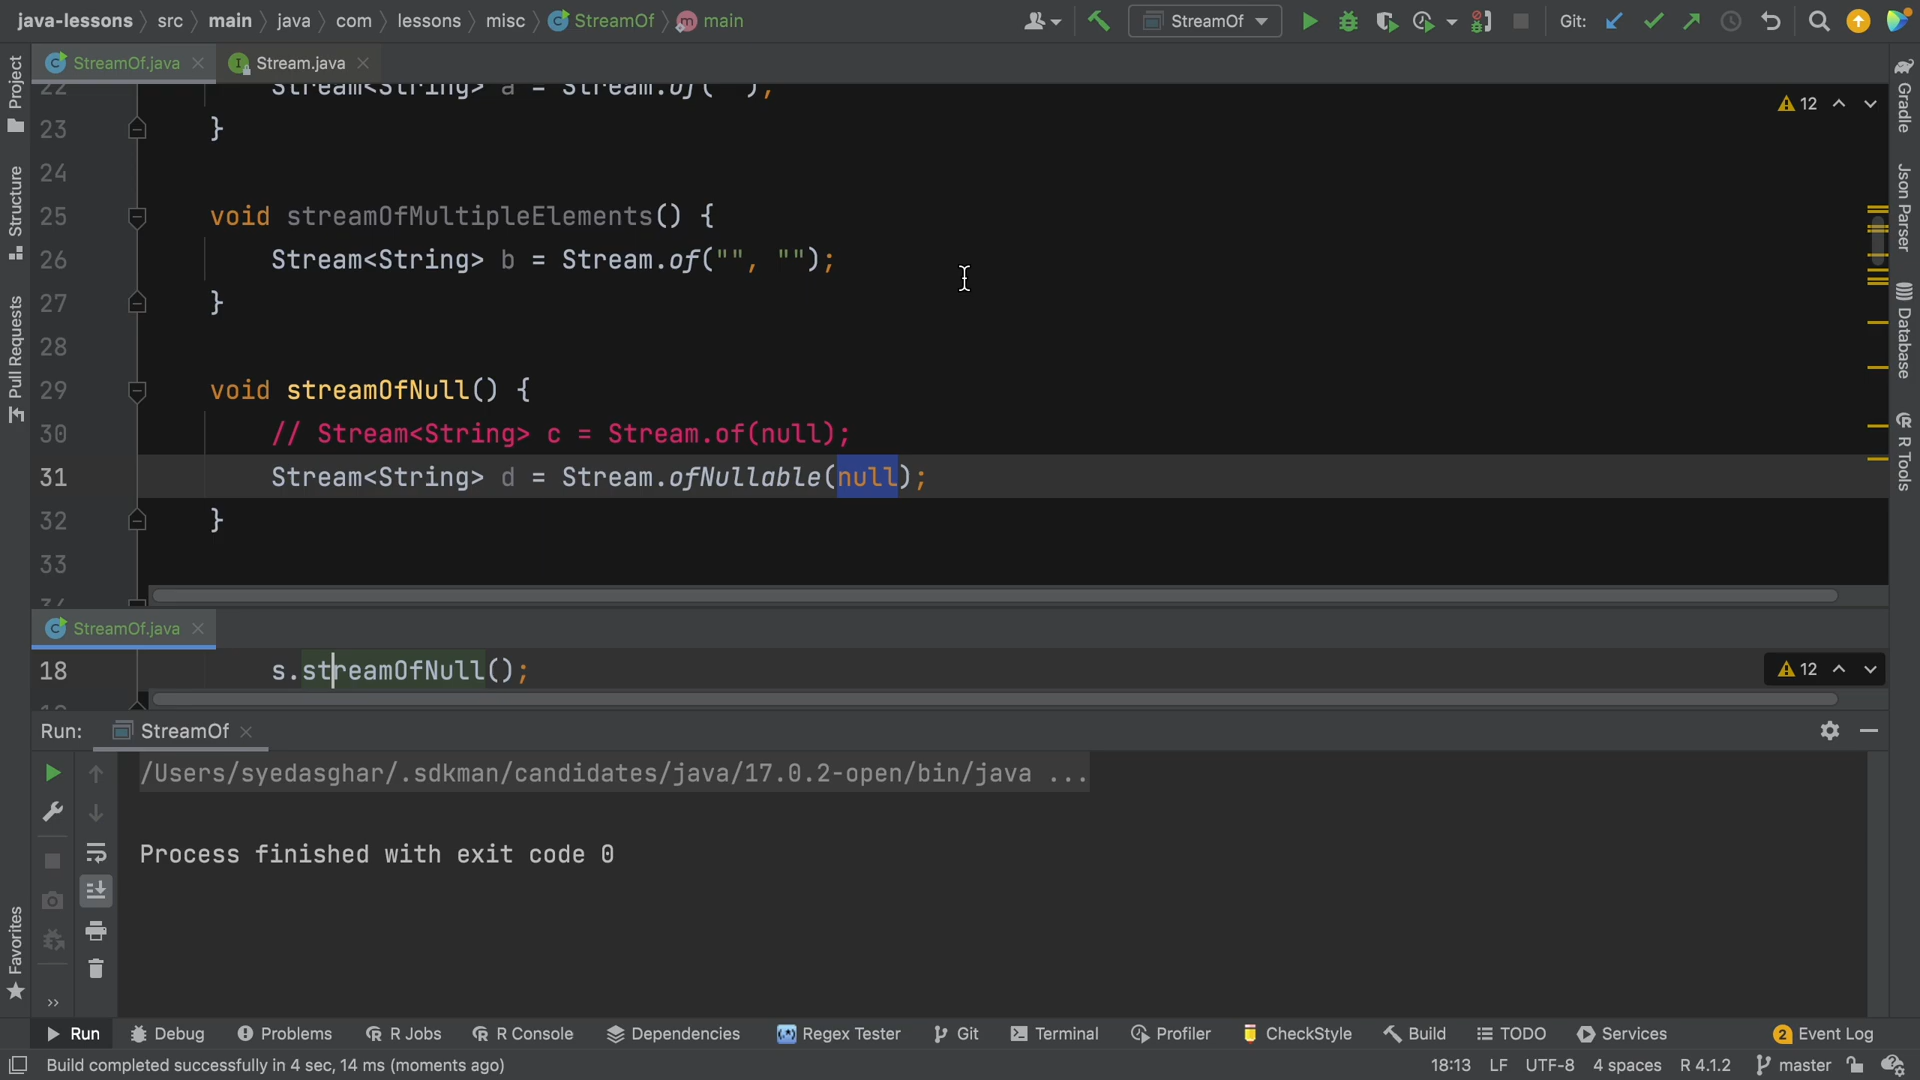 java-lessons src main java com lessons misc StreamOf main StreamOf Git:
StreamOf.java Stream.java
22 Stream<String> a = Stream.of("");
23 }
24
25 void streamOfMultipleElements() {
26 Stream<String> b = Stream.of("", "");
27 }
28
29 void streamOfNull() {
30 // Stream<String> c = Stream.of(null);
31 Stream<String> d = Stream.ofNullable(null);
32 }
33
34
12
StreamOf.java
18 s.streamOfNull();
12
Run: StreamOf
/Users/syedasghar/.sdkman/candidates/java/17.0.2-open/bin/java ...
Process finished with exit code 0
Project
Structure
Pull Requests
Favorites
Gradle
Json Parser
Database
R Tools
Run Debug Problems R Jobs R Console Dependencies Regex Tester Git Terminal Profiler CheckStyle Build TODO Services 2 Event Log
Build completed successfully in 4 sec, 14 ms (moments ago) 18:13 LF UTF-8 4 spaces R 4.1.2 master